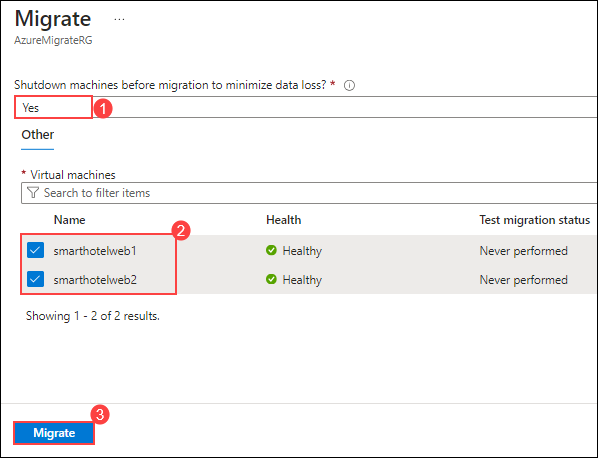 Migrate ...
AzureMigrateRG
Shutdown machines before migration to minimize data loss? *
Yes 1
Other
* Virtual machines
Search to filter items
Name Health Test migration status
2
smarthotelweb1 Healthy Never performed
smarthotelweb2 Healthy Never performed
Showing 1 - 2 of 2 results.
3
Migrate